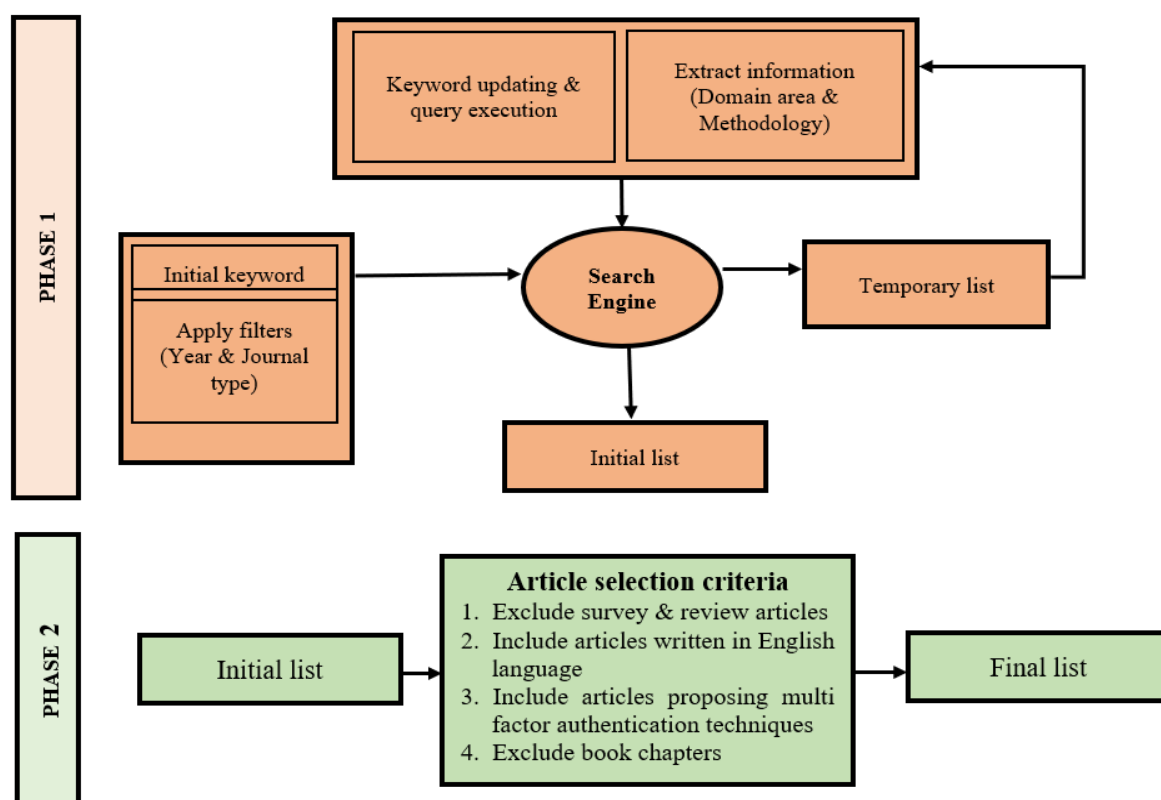 PHASE 1
Keyword updating &
query execution
Extract information
(Domain area &
Methodology)
Initial keyword
Apply filters
(Year & Journal
type)
Search
Engine
Temporary list
Initial list
PHASE 2
Initial list
Article selection criteria
1. Exclude survey & review articles
2. Include articles written in English
language
3. Include articles proposing multi
factor authentication techniques
4. Exclude book chapters
Final list